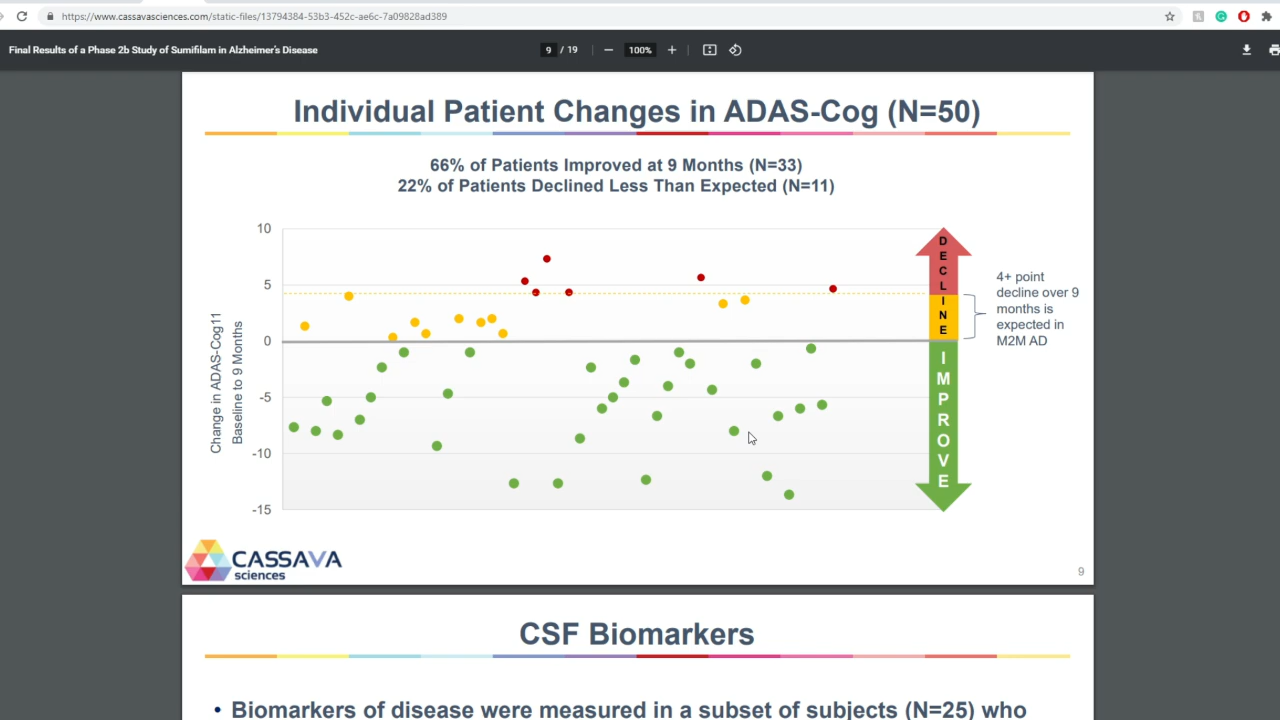 https://www.cassavasciences.com/static-files/13794384-53b3-452c-ae6c-7a09828ad389
Final Results of a Phase 2b Study of Sumifilam in Alzheimer's Disease
9 / 19
100%
Individual Patient Changes in ADAS-Cog (N=50)
66% of Patients Improved at 9 Months (N=33)
22% of Patients Declined Less Than Expected (N=11)
Change in ADAS-Cog11
Baseline to 9 Months
10
5
0
-5
-10
-15
DECLINE
IMPROVE
4+ point
decline over 9
months is
expected in
M2M AD
CASSAVA
sciences
9
CSF Biomarkers
• Biomarkers of disease were measured in a subset of subjects (N=25) who